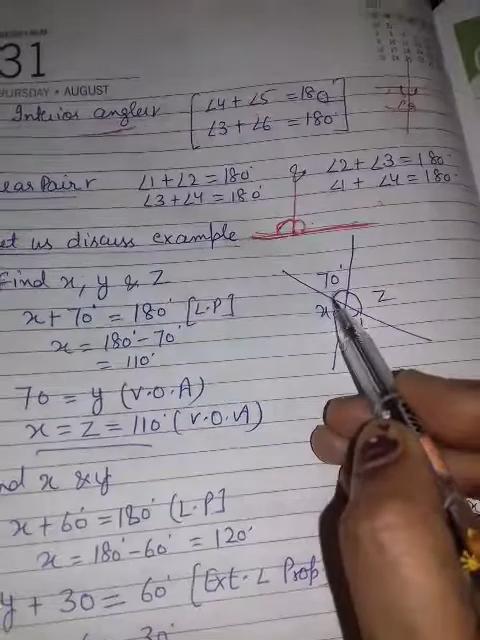 31
THURSDAY • AUGUST
Interior angles
∠4 + ∠5 = 180°
∠3 + ∠6 = 180°
ear Pair
∠1 + ∠2 = 180°
∠3 + ∠4 = 180°
∠2 + ∠3 = 180°
∠1 + ∠4 = 180°
et us discuss example
Find x, y & z
70°
x
z
x + 70° = 180° [L.P]
x = 180° - 70°
= 110°
70 = y (V.O.A)
x = z = 110° (V.O.A)
nd x & y
x + 60° = 180° (L.P]
x = 180° - 60° = 120°
y + 30 = 60° [Ext. ∠ Prop
30°